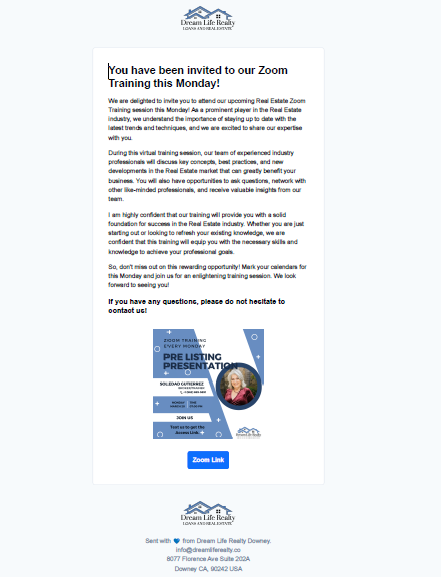 Dream Life Realty
LOANS AND REAL ESTATE
You have been invited to our Zoom
Training this Monday!
We are delighted to invite you to attend our upcoming Real Estate Zoom
Training session this Monday! As a prominent player in the Real Estate
industry, we understand the importance of staying up to date with the
latest trends and techniques, and we are excited to share our expertise
with you.
During this virtual training session, our team of experienced industry
professionals will discuss key concepts, best practices, and new
developments in the Real Estate market that can greatly benefit your
business. You will also have opportunities to ask questions, network with
other like-minded professionals, and receive valuable insights from our
team.
I am highly confident that our training will provide you with a solid
foundation for success in the Real Estate industry. Whether you are just
starting out or looking to refresh your existing knowledge, we are
confident that this training will equip you with the necessary skills and
knowledge to achieve your professional goals.
So, don't miss out on this rewarding opportunity! Mark your calendars for
this Monday and join us for an enlightening training session. We look
forward to seeing you!
If you have any questions, please do not hesitate to
contact us!
ZOOM TRAINING
EVERY MONDAY
PRE LISTING
PRESENTATION
SOLEDAD GUTIERREZ
MONDAY
JOIN US
Text us to get the
Access Link
Dream Life Realty
Zoom Link
Dream Life Realty
LOANS AND REAL ESTATE
Sent with 💙 from Dream Life Realty Downey.
info@dreamliferealty.co
8077 Florence Ave Suite 202A
Downey CA, 90242 USA